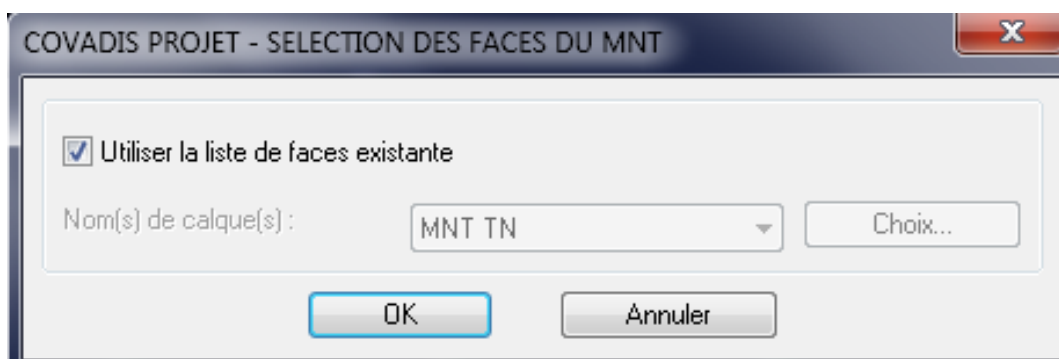 COVADIS PROJET - SELECTION DES FACES DU MNT
Utiliser la liste de faces existante
Nom(s) de calque(s) : MNT TN Choix...
OK Annuler